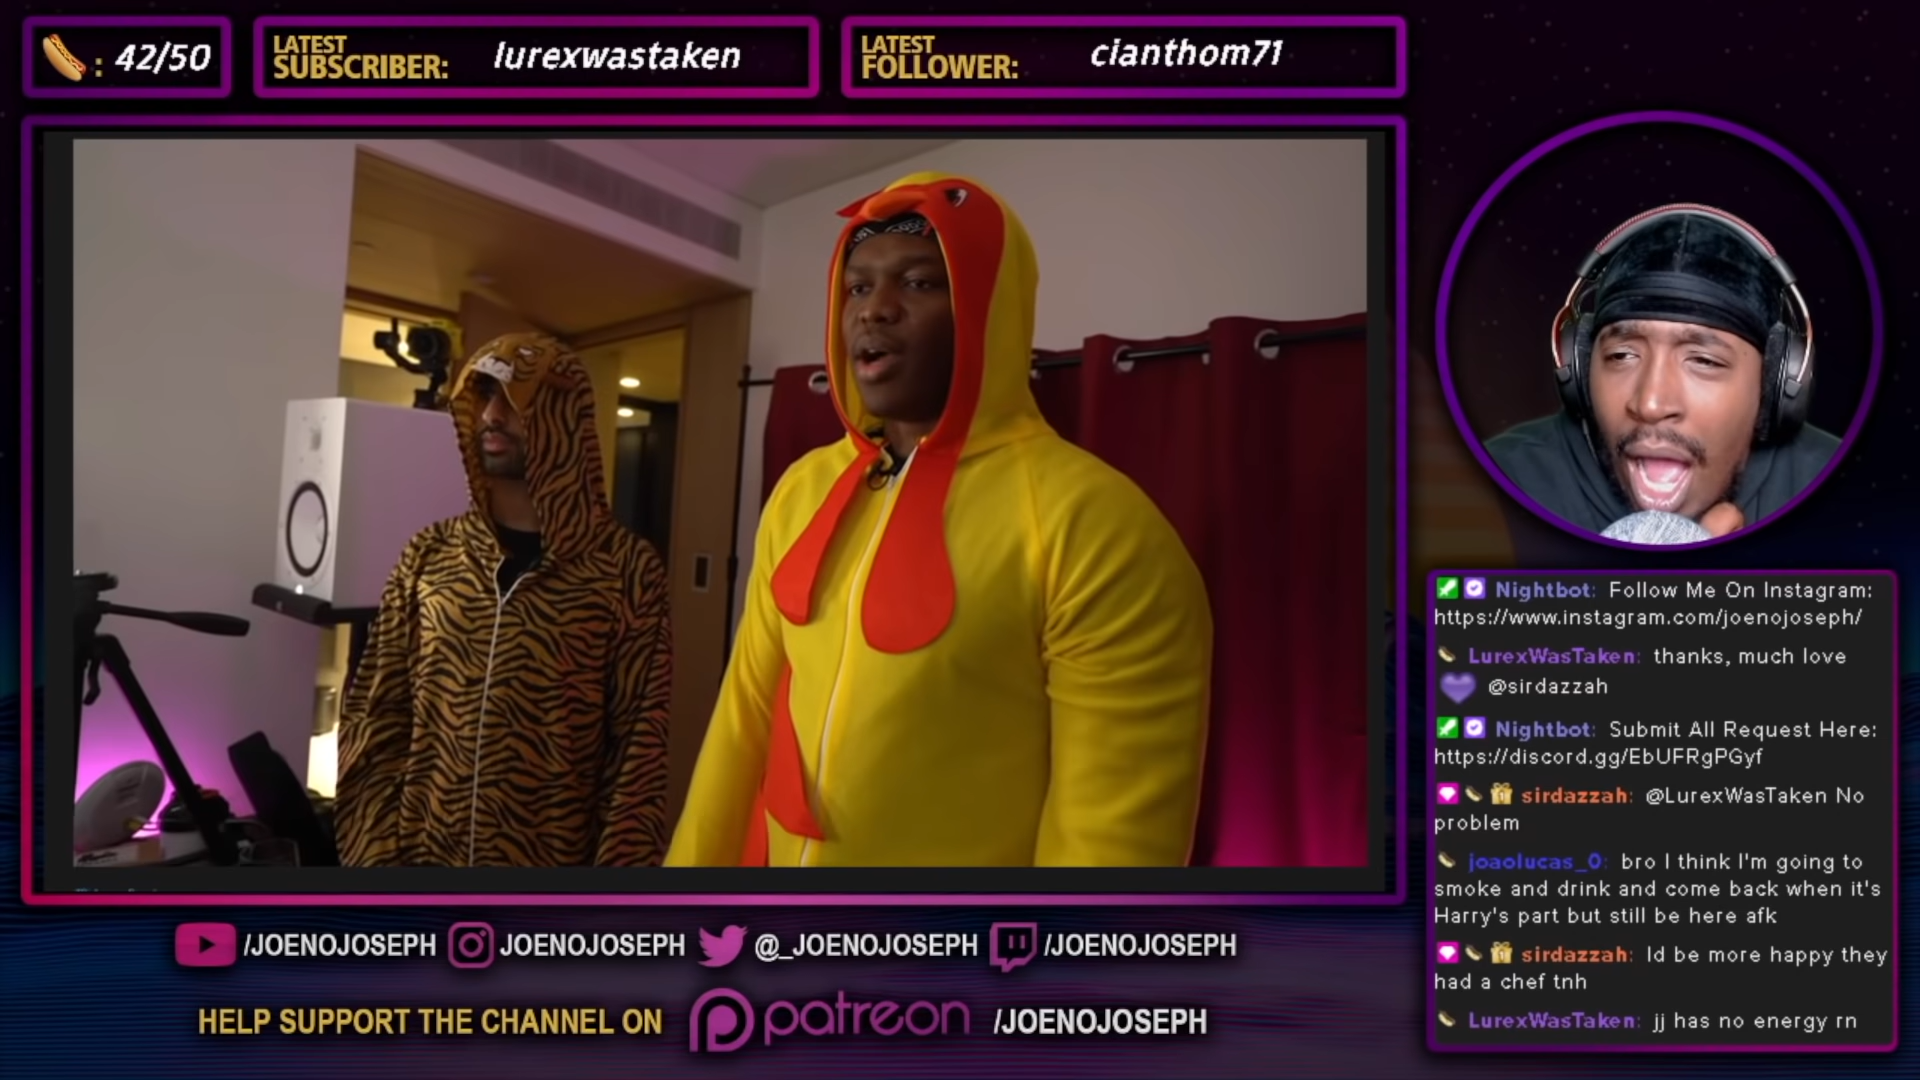 : 42/50
LATEST
SUBSCRIBER:
lurexwastaken
LATEST
FOLLOWER:
cianthom71
Nightbot: Follow Me On Instagram:
https://www.instagram.com/joenojoseph/
LurexWasTaken: thanks, much love
@sirdazzah
Nightbot: Submit All Request Here:
https://discord.gg/EbUFRgPGyf
sirdazzah: @LurexWasTaken No
problem
joaolucas_0: bro I think I'm going to
smoke and drink and come back when it's
Harry's part but still be here afk
sirdazzah: Id be more happy they
had a chef tnh
LurexWasTaken: jj has no energy rn
/JOENOJOSEPH JOENOJOSEPH @_JOENOJOSEPH /JOENOJOSEPH
HELP SUPPORT THE CHANNEL ON patreon /JOENOJOSEPH